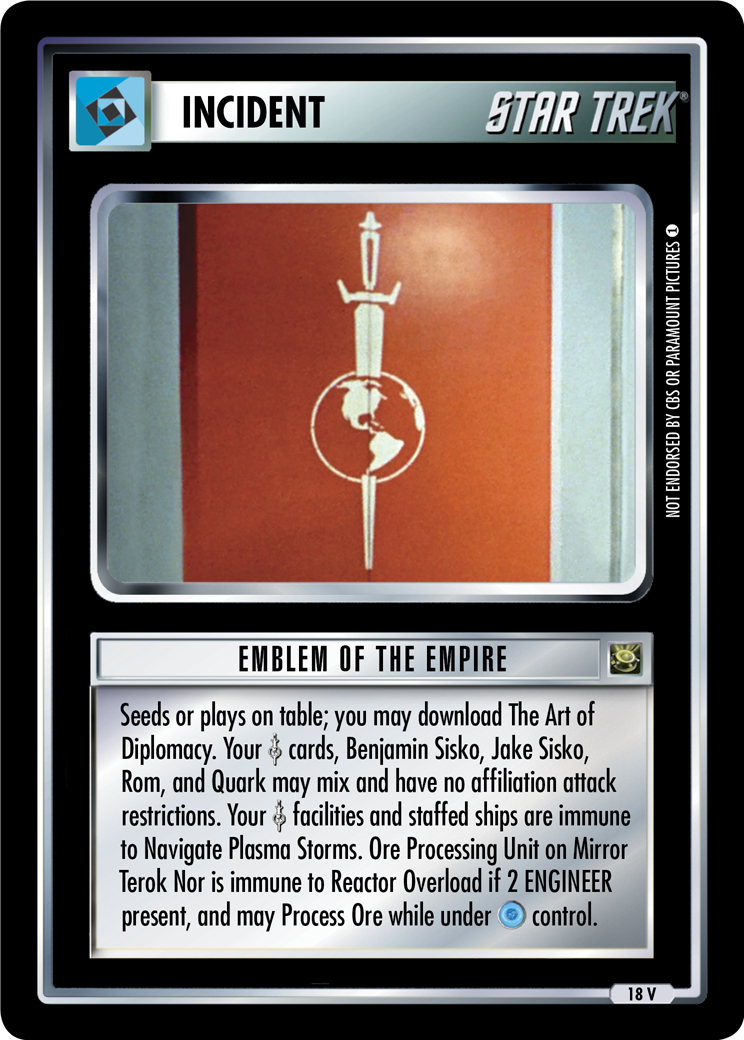 INCIDENT
STAR TREK®
NOT ENDORSED BY CBS OR PARAMOUNT PICTURES 1
EMBLEM OF THE EMPIRE
Seeds or plays on table; you may download The Art of
Diplomacy. Your cards, Benjamin Sisko, Jake Sisko,
Rom, and Quark may mix and have no affiliation attack
restrictions. Your facilities and staffed ships are immune
to Navigate Plasma Storms. Ore Processing Unit on Mirror
Terok Nor is immune to Reactor Overload if 2 ENGINEER
present, and may Process Ore while under control.
18 V